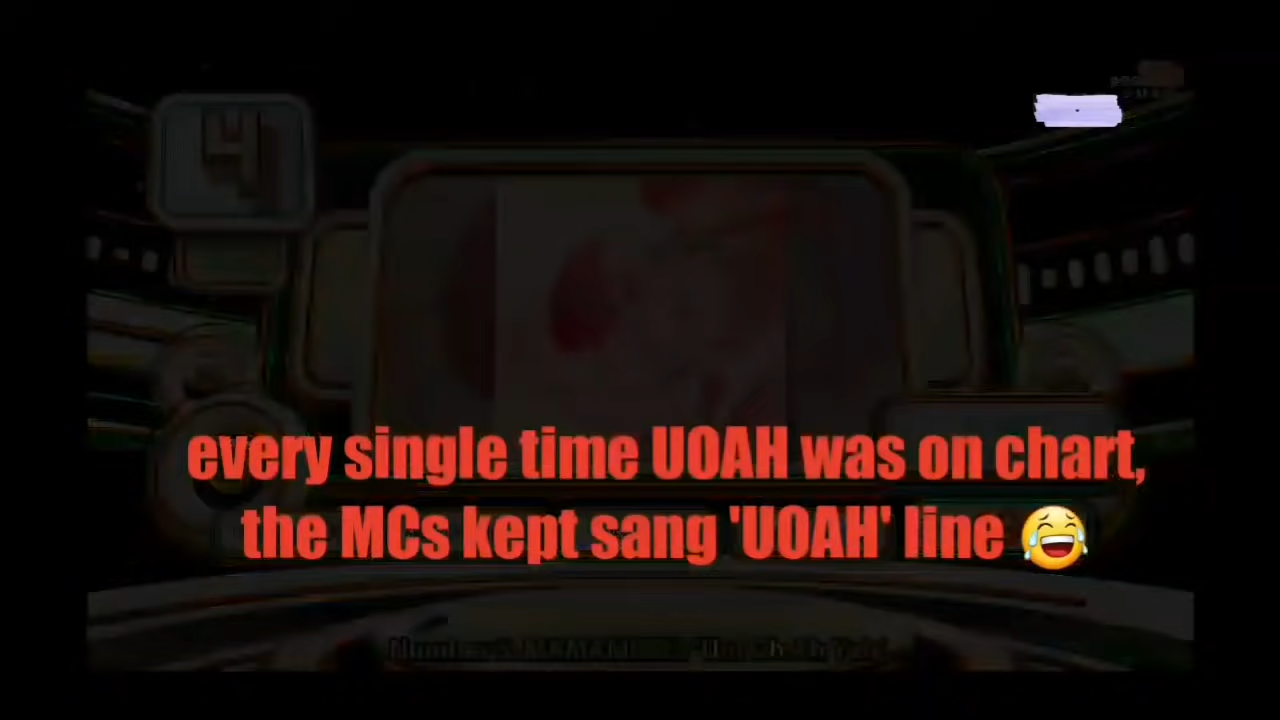 4
every single time UOAH was on chart,
the MCs kept sang 'UOAH' line 😂